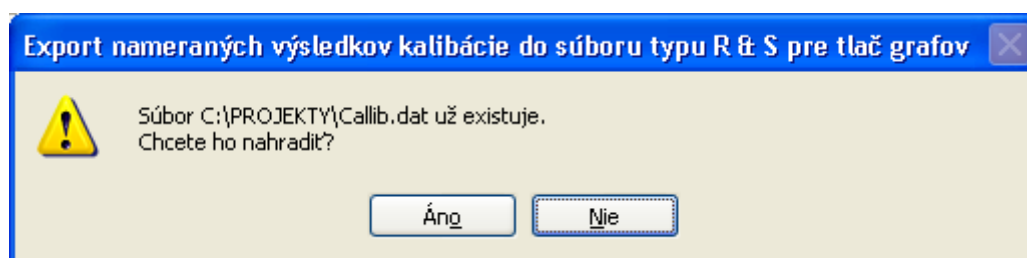 Export nameraných výsledkov kalibácie do súboru typu R & S pre tlač grafov
Súbor C:\PROJEKTY\Callib.dat už existuje.
Chcete ho nahradiť?
Áno
Nie